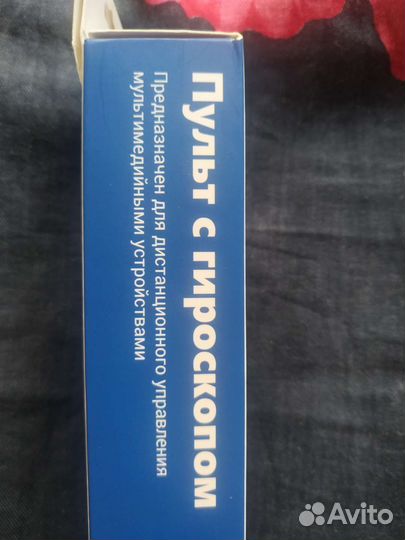 Пульт с гироскопом
Предназначен для дистанционного управления
мультимедийными устройствами
Avito